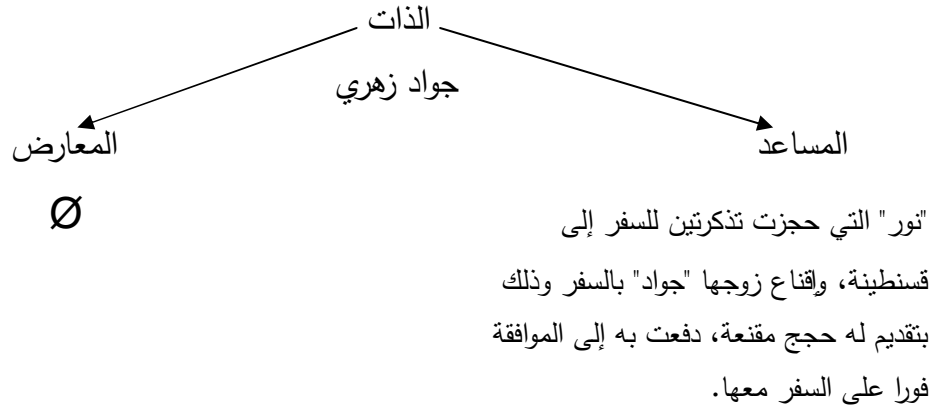 الذات
جواد زهري
المساعد
المعارض
Ø
"نور" التي حجزت تذكرتين للسفر إلى
قسنطينة، وإقناع زوجها "جواد" بالسفر وذلك
بتقديم له حجج مقنعة، دفعت به إلى الموافقة
فورا على السفر معها.